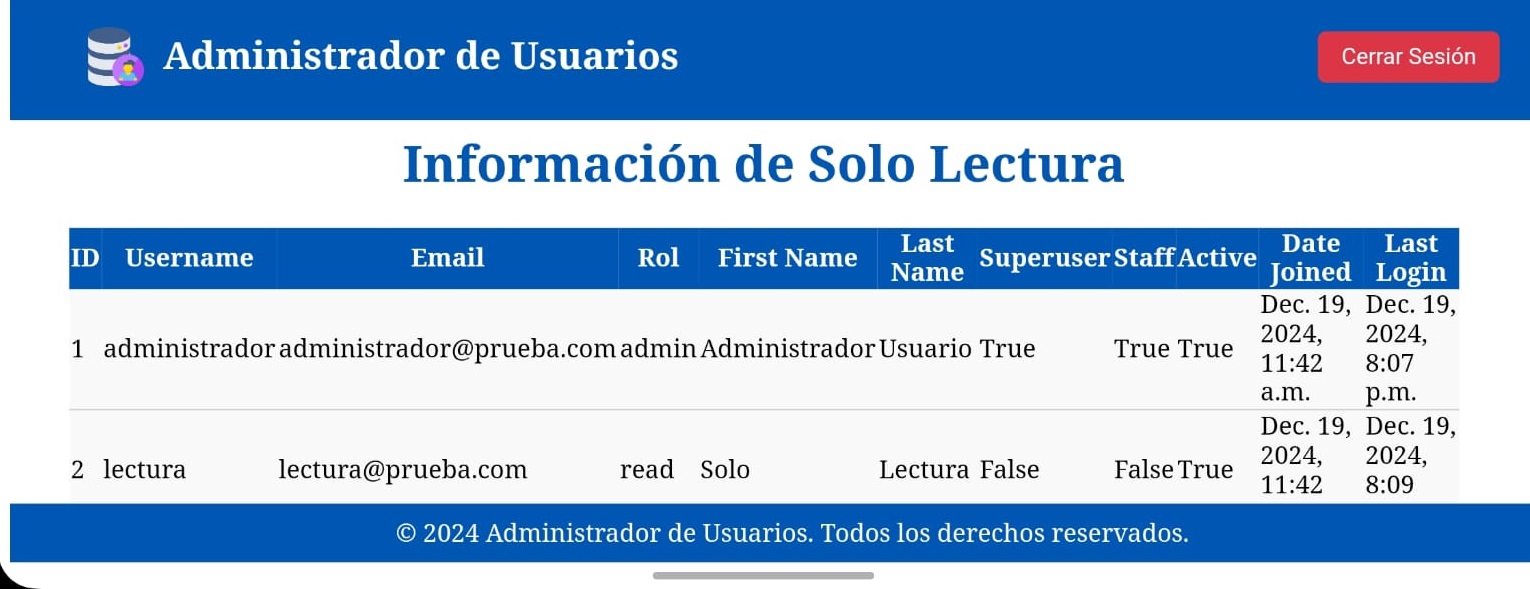 Administrador de Usuarios
Cerrar Sesión
Información de Solo Lectura
ID Username Email Rol First Name Last Name Superuser Staff Active Date Joined Last Login
1 administrador administrador@prueba.com admin Administrador Usuario True True True Dec. 19, 2024, 11:42 a.m. Dec. 19, 2024, 8:07 p.m.
2 lectura lectura@prueba.com read Solo Lectura False False True Dec. 19, 2024, 11:42 Dec. 19, 2024, 8:09
© 2024 Administrador de Usuarios. Todos los derechos reservados.